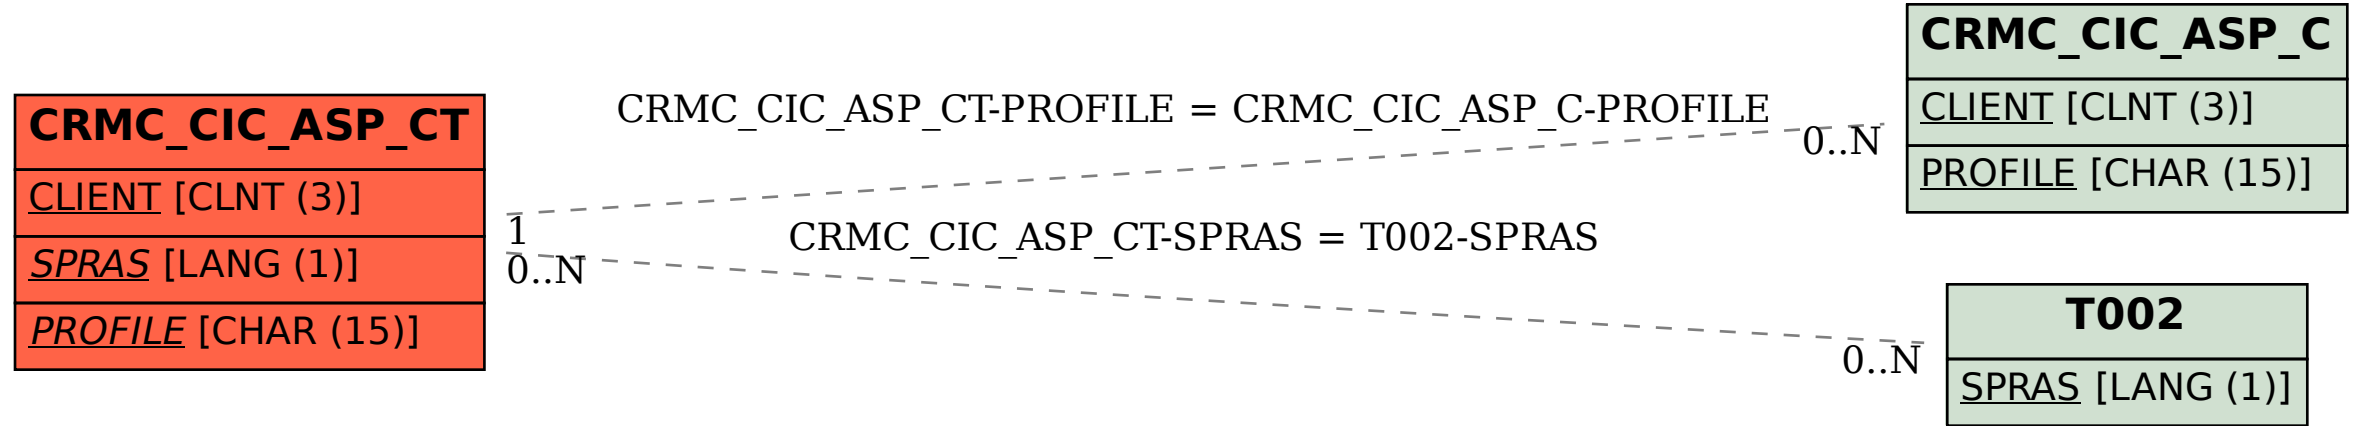 CRMC_CIC_ASP_CT
CLIENT [CLNT (3)]
SPRAS [LANG (1)]
PROFILE [CHAR (15)]
CRMC_CIC_ASP_CT-PROFILE = CRMC_CIC_ASP_C-PROFILE
1
0..N
CRMC_CIC_ASP_CT-SPRAS = T002-SPRAS
0..N
0..N
CRMC_CIC_ASP_C
CLIENT [CLNT (3)]
PROFILE [CHAR (15)]
T002
SPRAS [LANG (1)]